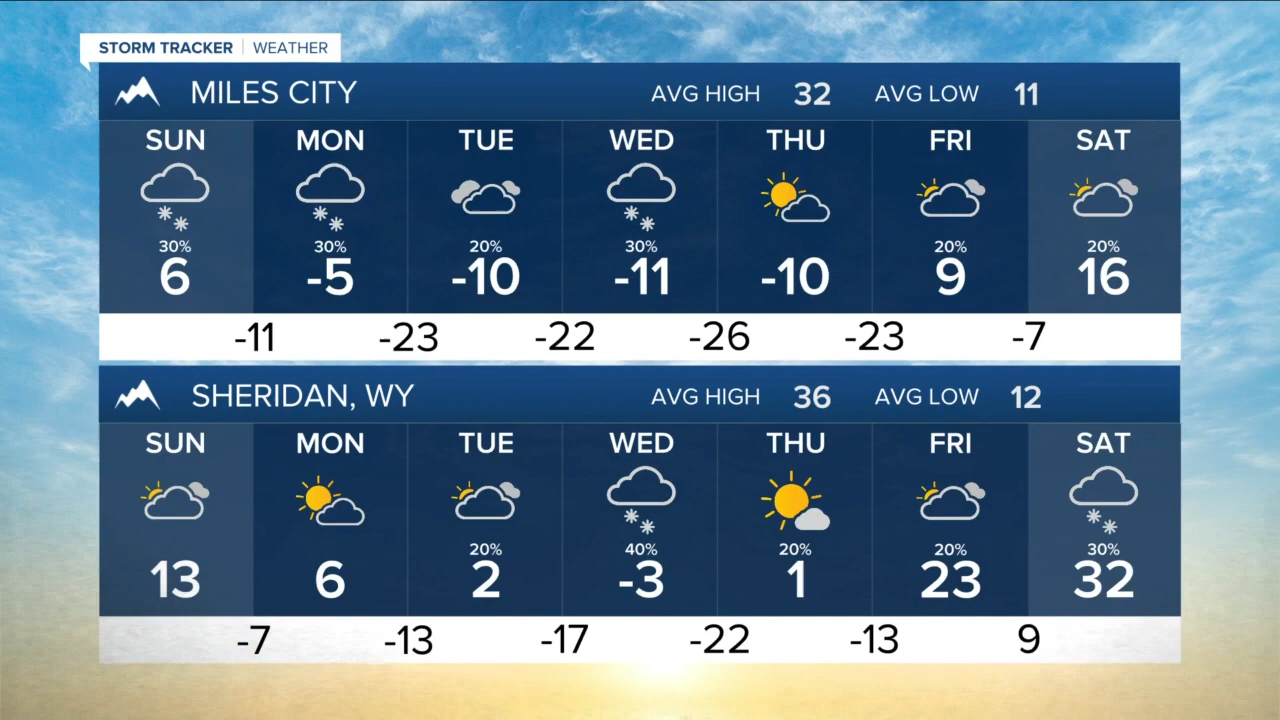 STORM TRACKER | WEATHER
MILES CITY AVG HIGH 32 AVG LOW 11
SUN MON TUE WED THU FRI SAT
30% 30% 20% 30% 20% 20%
6 -5 -10 -11 -10 9 16
-11 -23 -22 -26 -23 -7
SHERIDAN, WY AVG HIGH 36 AVG LOW 12
SUN MON TUE WED THU FRI SAT
20% 40% 20% 20% 30%
13 6 2 -3 1 23 32
-7 -13 -17 -22 -13 9